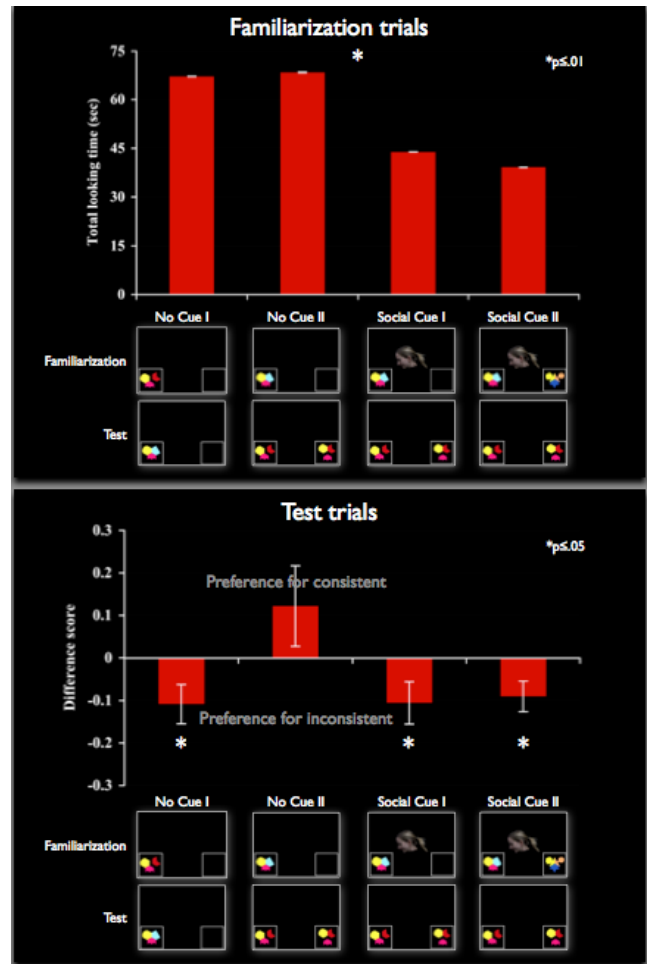 Familiarization trials
*
*p≤.01
75
60
45
30
15
0
Total looking time (sec)
No Cue I No Cue II Social Cue I Social Cue II
Familiarization
Test
Test trials
*p≤.05
0.3
0.2
0.1
0
-0.1
-0.2
-0.3
Difference score
Preference for consistent
Preference for inconsistent
* * *
No Cue I No Cue II Social Cue I Social Cue II
Familiarization
Test